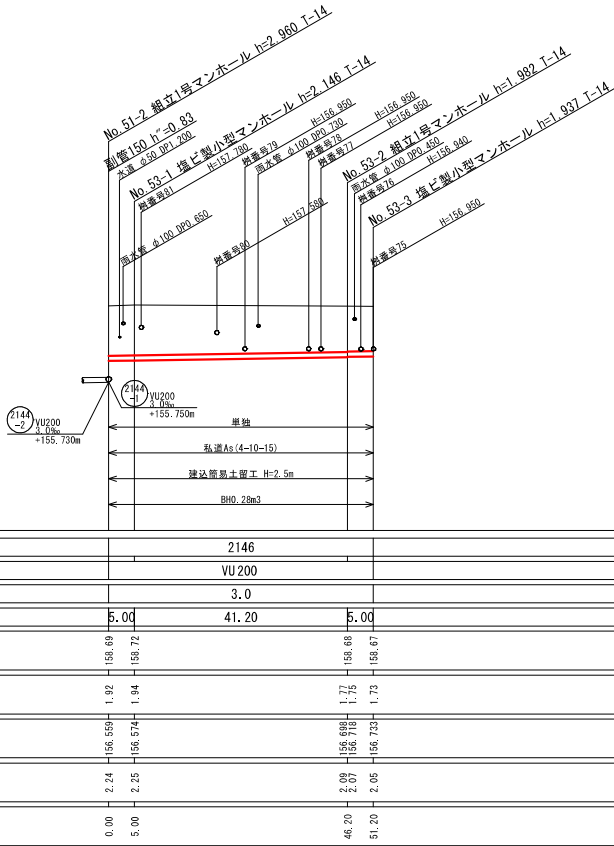 No.51-2 組立1号マンホール h=2.960 T-14
副管150 h"=0.83
水道 φ50 DP1.200
No.53-1 塩ビ製小型マンホール h=2.146 T-14
桝番号81 H=157.780
桝番号79 H=156.950
雨水管 φ100 DP0.730
桝番号78 H=156.950
桝番号77 H=156.950
No.53-2 組立1号マンホール h=1.982 T-14
雨水管 φ100 DP0.450
桝番号76 H=156.940
No.53-3 塩ビ製小型マンホール h=1.937 T-14
雨水管 φ100 DP0.650
桝番号80 H=157.580
桝番号75 H=156.950
2144-1
VU200
3.0‰
+155.750m
2144-2
VU200
3.0‰
+155.730m
単独
私道As(4-10-15)
建込簡易土留工 H=2.5m
BH0.28m3
2146
VU200
3.0
5.00 41.20 5.00
158.69 158.72 158.68 158.67
1.92 1.94 1.77 1.75 1.73
156.559 156.574 156.698 156.718 156.733
2.24 2.25 2.09 2.07 2.05
0.00 5.00 46.20 51.20